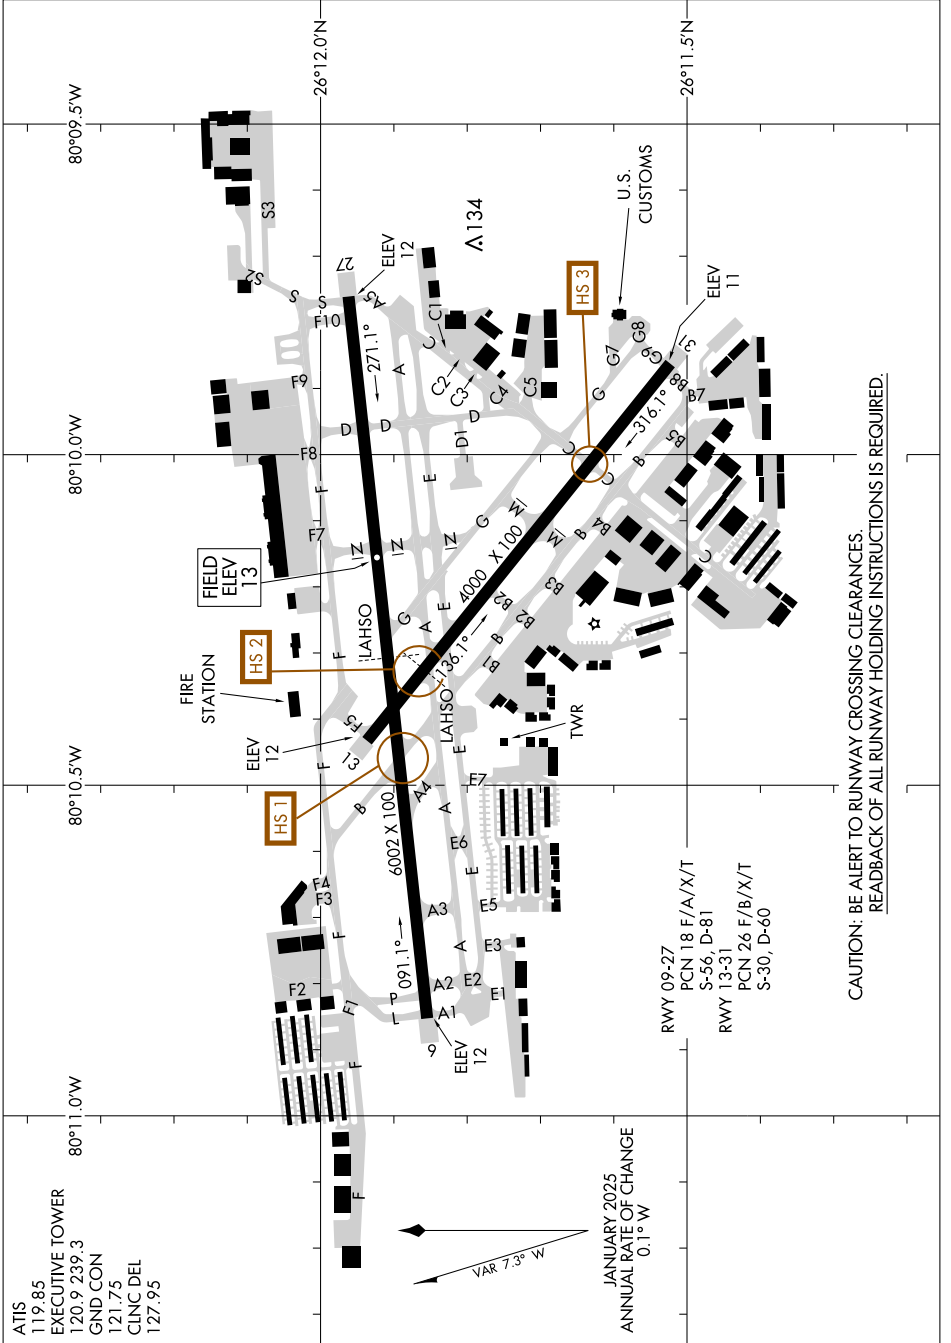 26°12.0'N
26°11.5'N
80°09.5'W
80°10.0'W
80°10.5'W
80°11.0'W
S3
S2
S
S
27
ELEV
12
134
U.S.
CUSTOMS
HS 3
ELEV
11
F10
A5
C1
C
271.1°
A
C2
C3
C4
C5
G7
G8
G9
31
B8
B7
G
F9
D
D
D
D1
F8
316.1°
C
C
B
B5
E
F
F7
IN
IN
IN
G
IM
IM
B
B4
4000 X 100
C
FIELD
ELEV
13
LAHSO
G
A
E
B2
B2
B3
136.1°
B
B1
F
HS 2
FIRE
STATION
ELEV
12
F5
13
F
LAHSO
E
TWR
HS 1
B
A4
E7
A
6002 X 100
E6
E
F4
F3
F
A3
E5
091.1°
A
E3
F2
P
A2
E2
E1
F1
L
A1
9
ELEV
12
F
F
RWY 09-27
PCN 18 F/A/X/T
S-56, D-81
RWY 13-31
PCN 26 F/B/X/T
S-30, D-60
CAUTION: BE ALERT TO RUNWAY CROSSING CLEARANCES.
READBACK OF ALL RUNWAY HOLDING INSTRUCTIONS IS REQUIRED.
VAR 7.3° W
JANUARY 2025
ANNUAL RATE OF CHANGE
0.1° W
ATIS
119.85
EXECUTIVE TOWER
120.9 239.3
GND CON
121.75
CLNC DEL
127.95